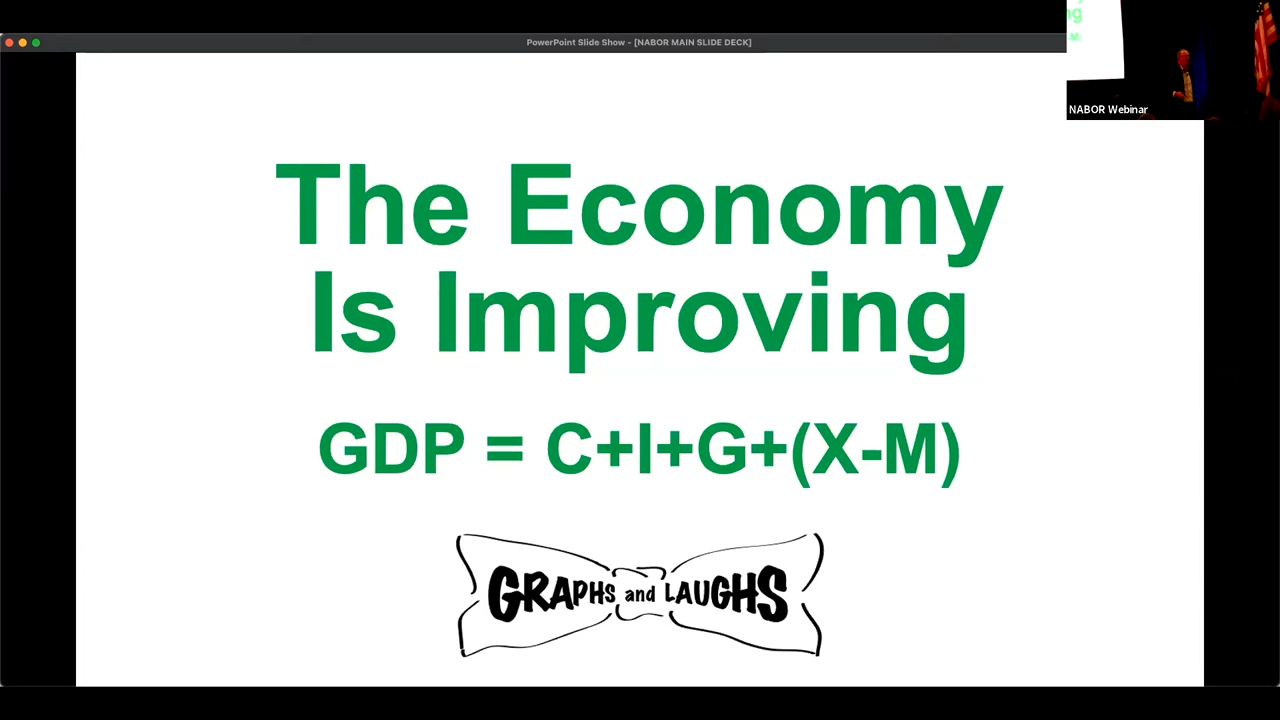 PowerPoint Slide Show - [NABOR MAIN SLIDE DECK]
NABOR Webinar
The Economy
Is Improving
GDP = C+I+G+(X-M)
GRAPHS and LAUGHS